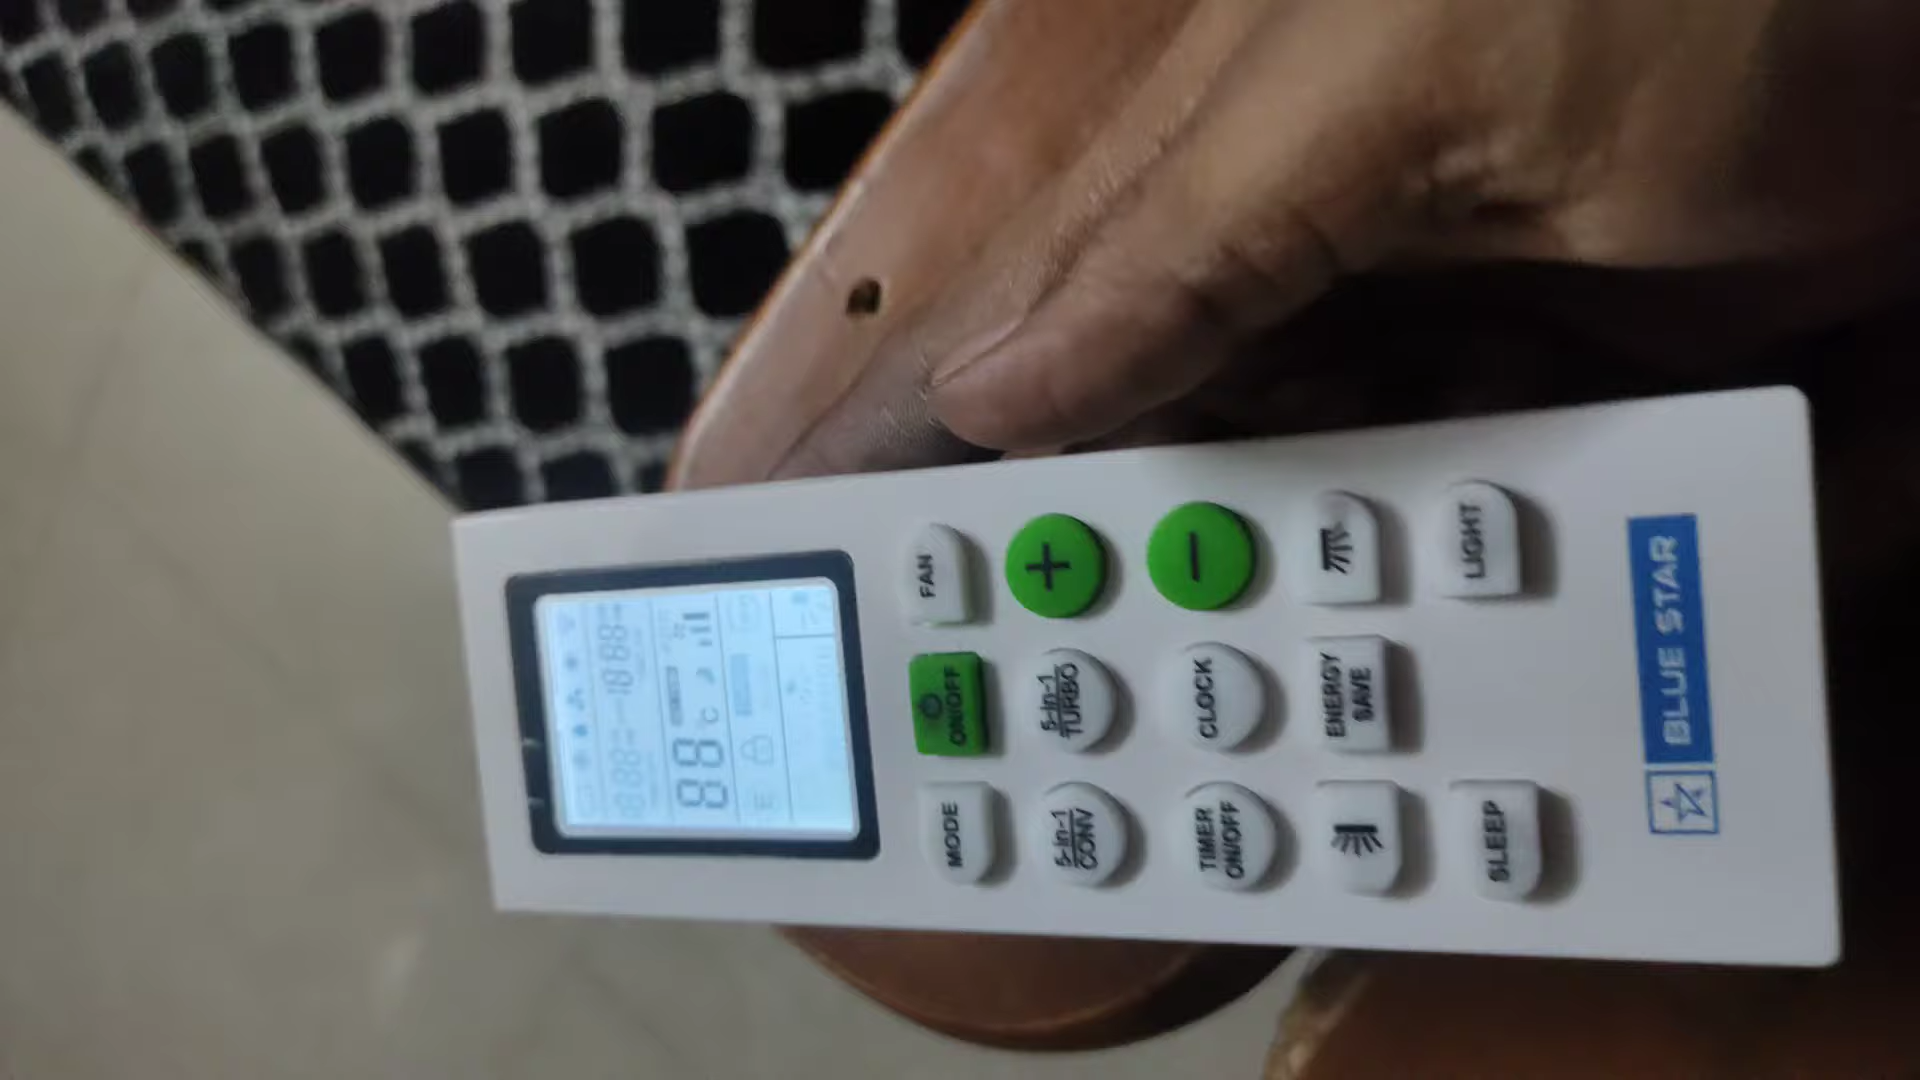 88°C
MODE
ON/OFF
FAN
5-in-1
CONV
5-in-1
TURBO
+
TIMER
ON/OFF
CLOCK
-
ENERGY
SAVE
SLEEP
LIGHT
BLUE STAR